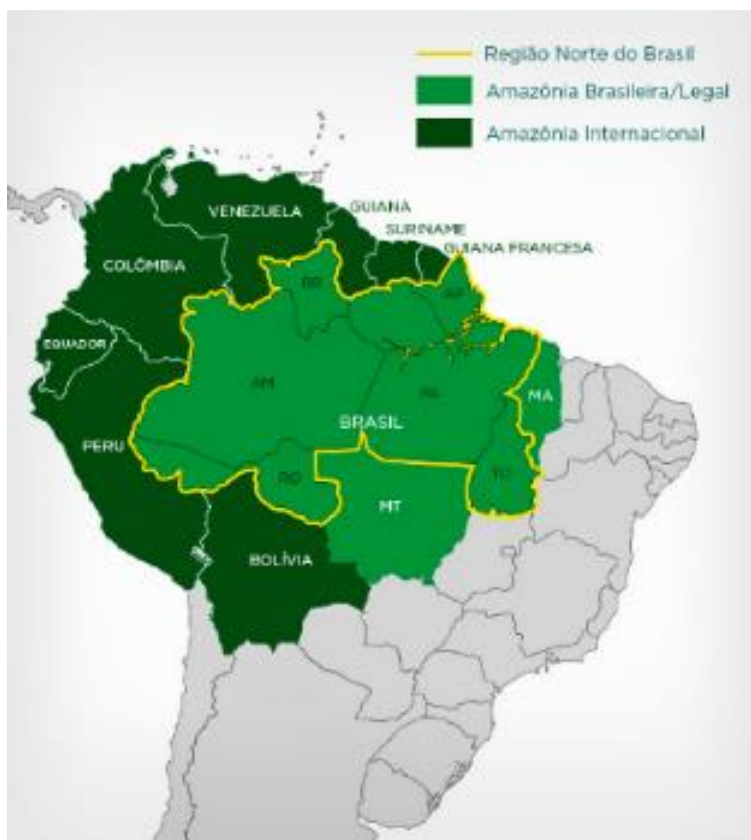 Região Norte do Brasil
Amazônia Brasileira/Legal
Amazônia Internacional
VENEZUELA
GUIANA
SURINAME
GUIANA FRANCESA
COLÔMBIA
RR
AP
EQUADOR
AM
PA
MA
BRASIL
PERU
RO
TO
MT
BOLÍVIA